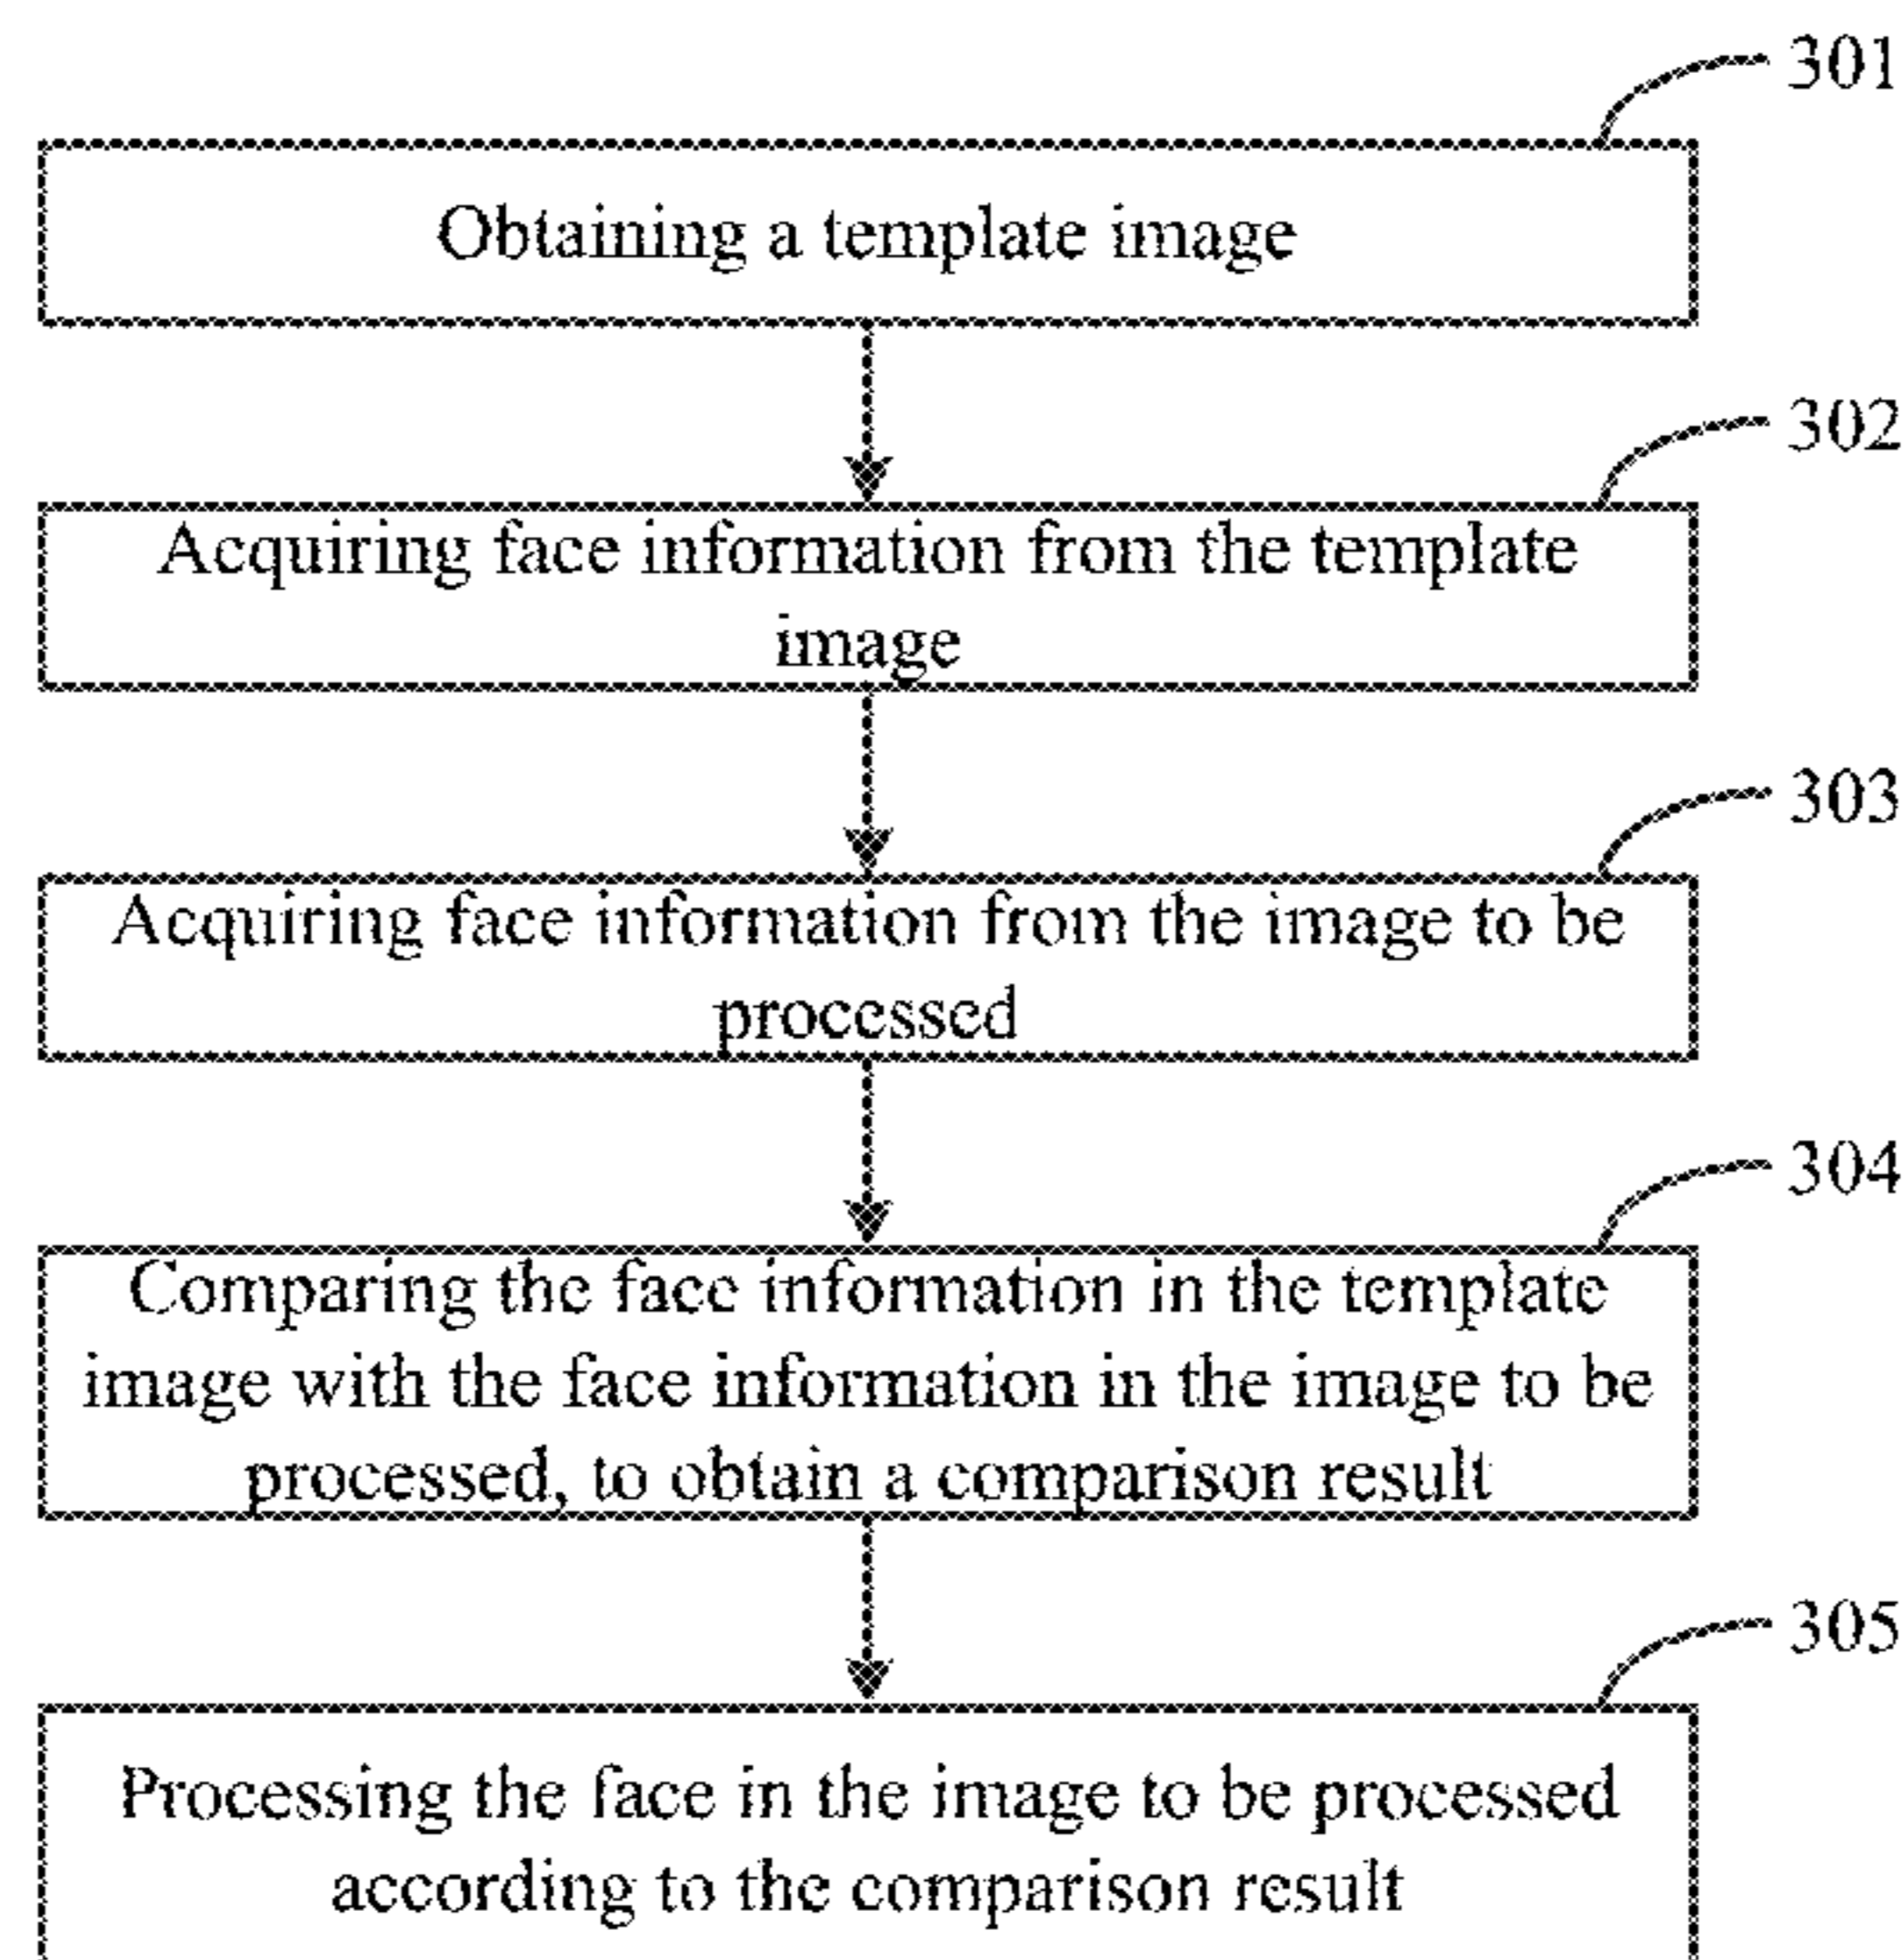 301
Obtaining a template image
302
Acquiring face information from the template
image
303
Acquiring face information from the image to be
processed
304
Comparing the face information in the template
image with the face information in the image to be
processed, to obtain a comparison result
305
Processing the face in the image to be processed
according to the comparison result